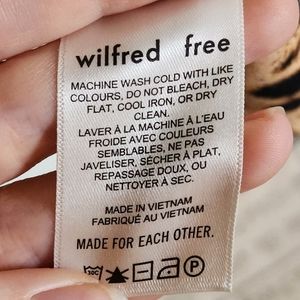 wilfred free
MACHINE WASH COLD WITH LIKE
COLOURS, DO NOT BLEACH, DRY
FLAT, COOL IRON, OR DRY
CLEAN.
LAVER À LA MACHINE À L'EAU
FROIDE AVEC COULEURS
SEMBLABLES, NE PAS
JAVELISER, SÉCHER À PLAT,
REPASSAGE DOUX, OU
NETTOYER À SEC.
MADE IN VIETNAM
FABRIQUÉ AU VIETNAM
MADE FOR EACH OTHER.
30C P